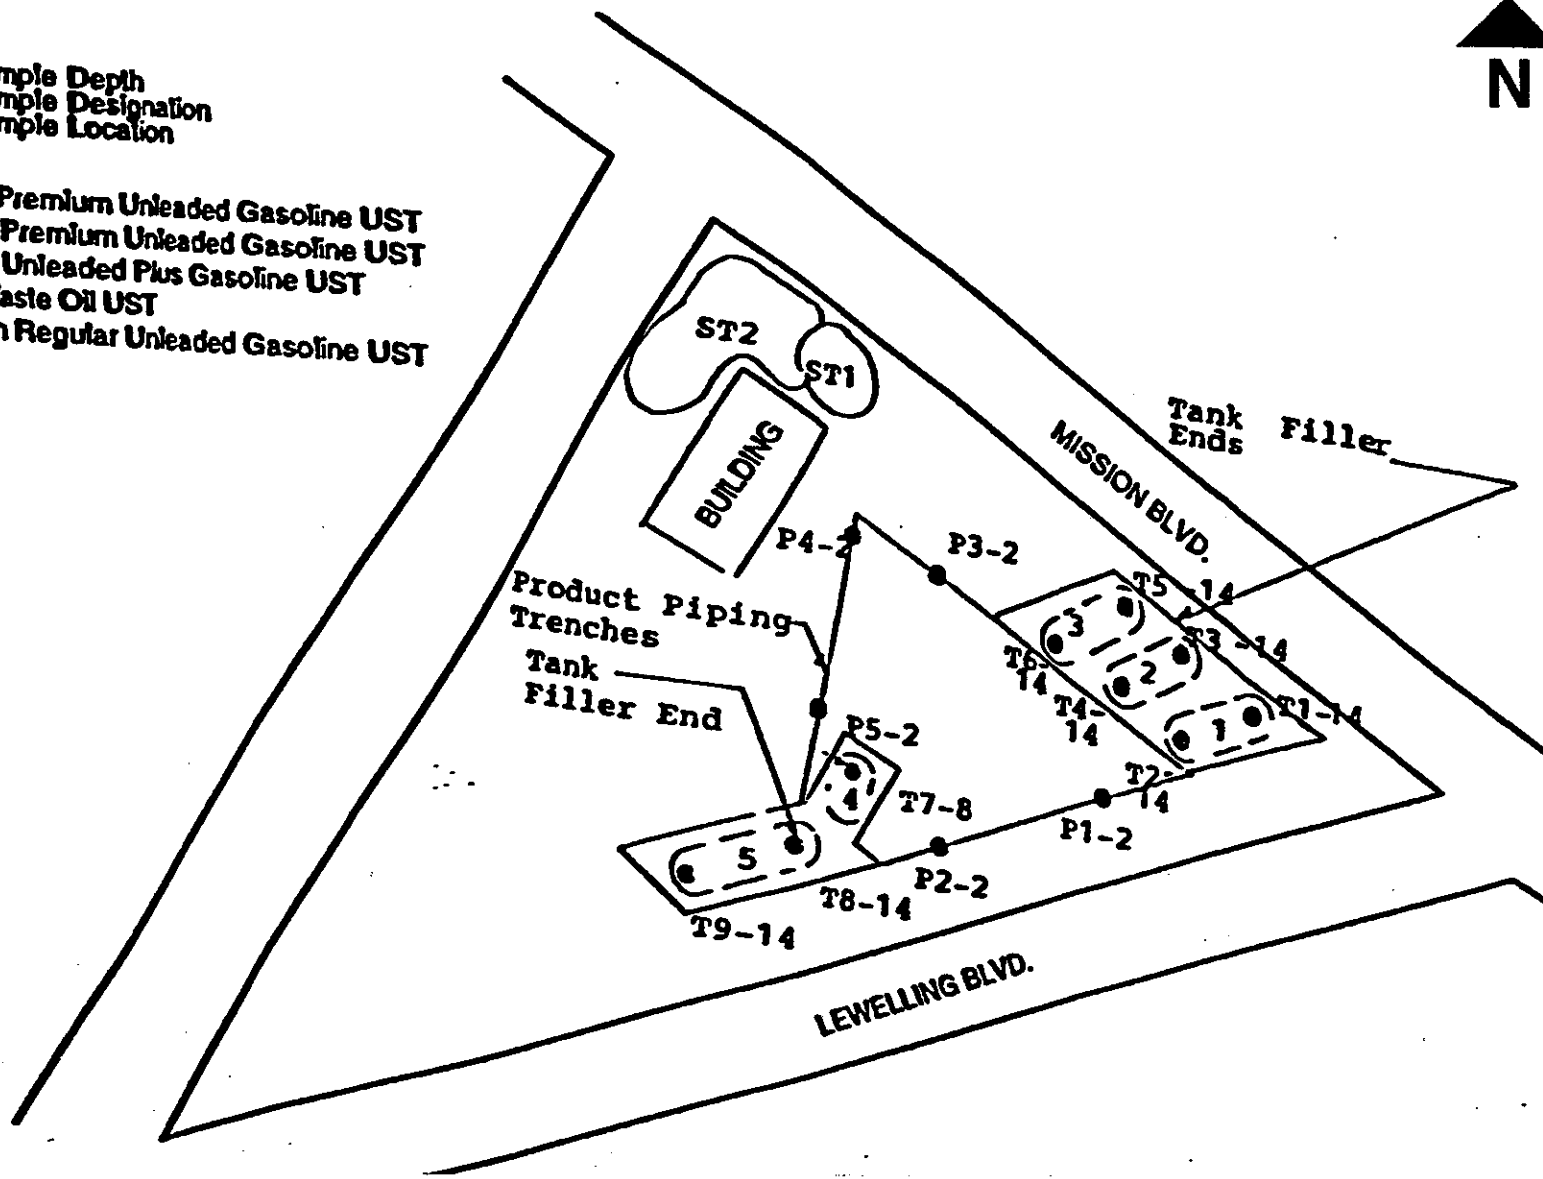 N
mple Depth
mple Designation
mple Location
Premium Unleaded Gasoline UST
Premium Unleaded Gasoline UST
Unleaded Plus Gasoline UST
aste Oil UST
n Regular Unleaded Gasoline UST
ST2
ST1
BUILDING
MISSION BLVD.
Tank Filler
Ends
P4-2
P3-2
Product Piping
Trenches
Tank
Filler End
T5-14
3
T3-14
T6-
14
2
T4-
14
T1-14
1
P5-2
T2-
14
4
T7-8
P1-2
5
P2-2
T8-14
T9-14
LEWELLING BLVD.